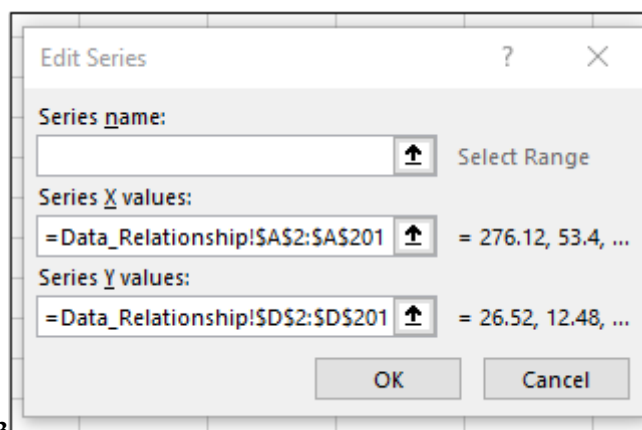 Edit Series ? ×
Series name:
Select Range
Series X values:
=Data_Relationship!$A$2:$A$201 = 276.12, 53.4, ...
Series Y values:
=Data_Relationship!$D$2:$D$201 = 26.52, 12.48, ...
OK Cancel